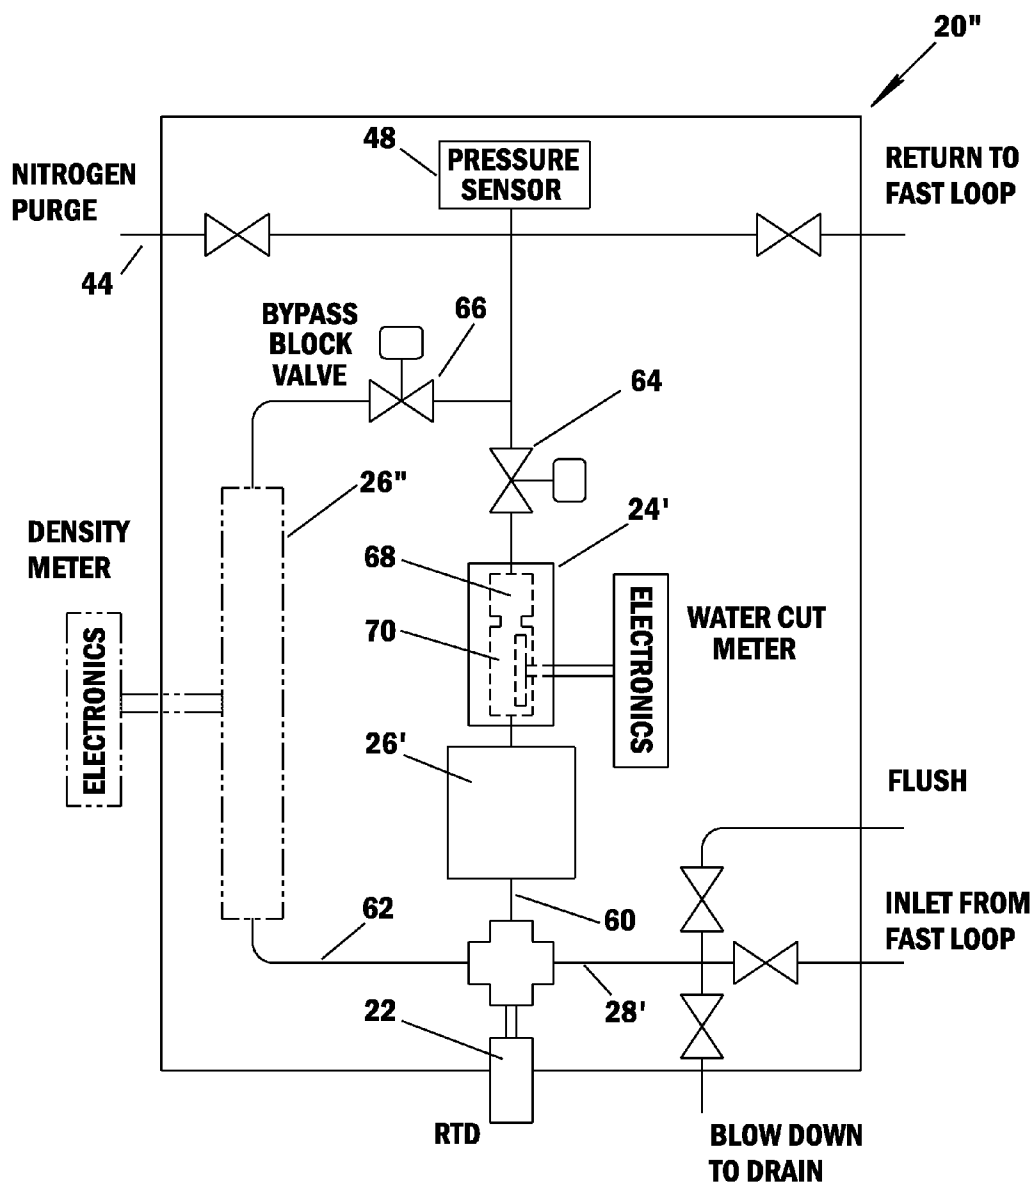 20"
48
PRESSURE
SENSOR
NITROGEN
PURGE
RETURN TO
FAST LOOP
44
BYPASS
BLOCK
VALVE
66
64
26"
24'
DENSITY
METER
68
ELECTRONICS
WATER CUT
METER
70
ELECTRONICS
26'
FLUSH
62
60
INLET FROM
FAST LOOP
22
28'
RTD
BLOW DOWN
TO DRAIN